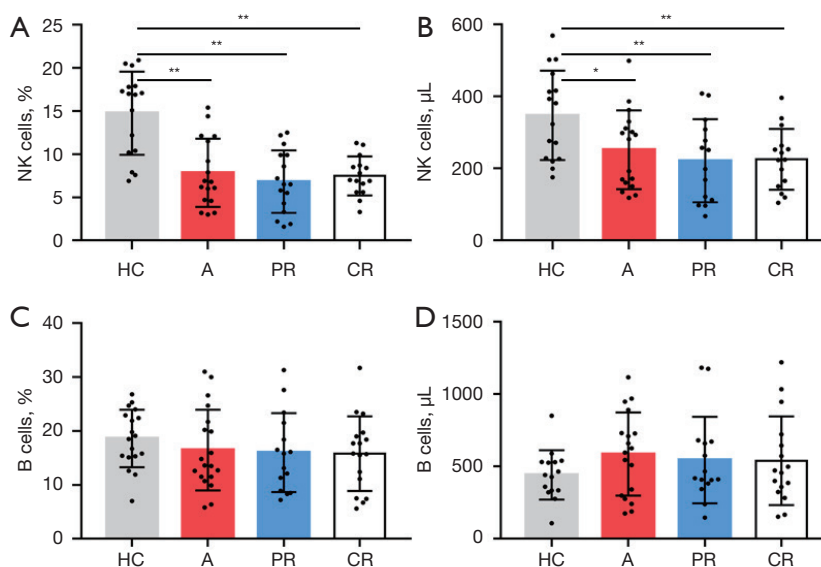 A
NK cells, %
20
15
10
5
0
**
**
**
HC A PR CR
B
NK cells, µL
600
400
200
0
**
**
*
HC A PR CR
C
B cells, %
40
30
20
10
0
HC A PR CR
D
B cells, µL
1500
1000
500
0
HC A PR CR